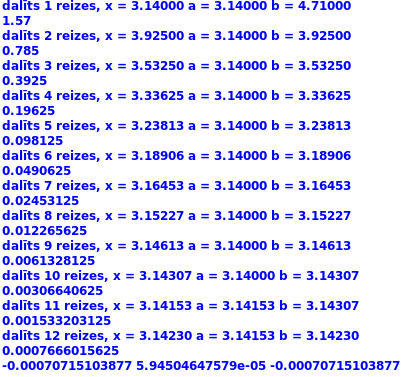 dalīts 1 reizes, x = 3.14000 a = 3.14000 b = 4.71000
1.57
dalīts 2 reizes, x = 3.92500 a = 3.14000 b = 3.92500
0.785
dalīts 3 reizes, x = 3.53250 a = 3.14000 b = 3.53250
0.3925
dalīts 4 reizes, x = 3.33625 a = 3.14000 b = 3.33625
0.19625
dalīts 5 reizes, x = 3.23813 a = 3.14000 b = 3.23813
0.098125
dalīts 6 reizes, x = 3.18906 a = 3.14000 b = 3.18906
0.0490625
dalīts 7 reizes, x = 3.16453 a = 3.14000 b = 3.16453
0.02453125
dalīts 8 reizes, x = 3.15227 a = 3.14000 b = 3.15227
0.012265625
dalīts 9 reizes, x = 3.14613 a = 3.14000 b = 3.14613
0.0061328125
dalīts 10 reizes, x = 3.14307 a = 3.14000 b = 3.14307
0.00306640625
dalīts 11 reizes, x = 3.14153 a = 3.14153 b = 3.14307
0.001533203125
dalīts 12 reizes, x = 3.14230 a = 3.14153 b = 3.14230
0.0007666015625
-0.00070715103877 5.94504647579e-05 -0.00070715103877